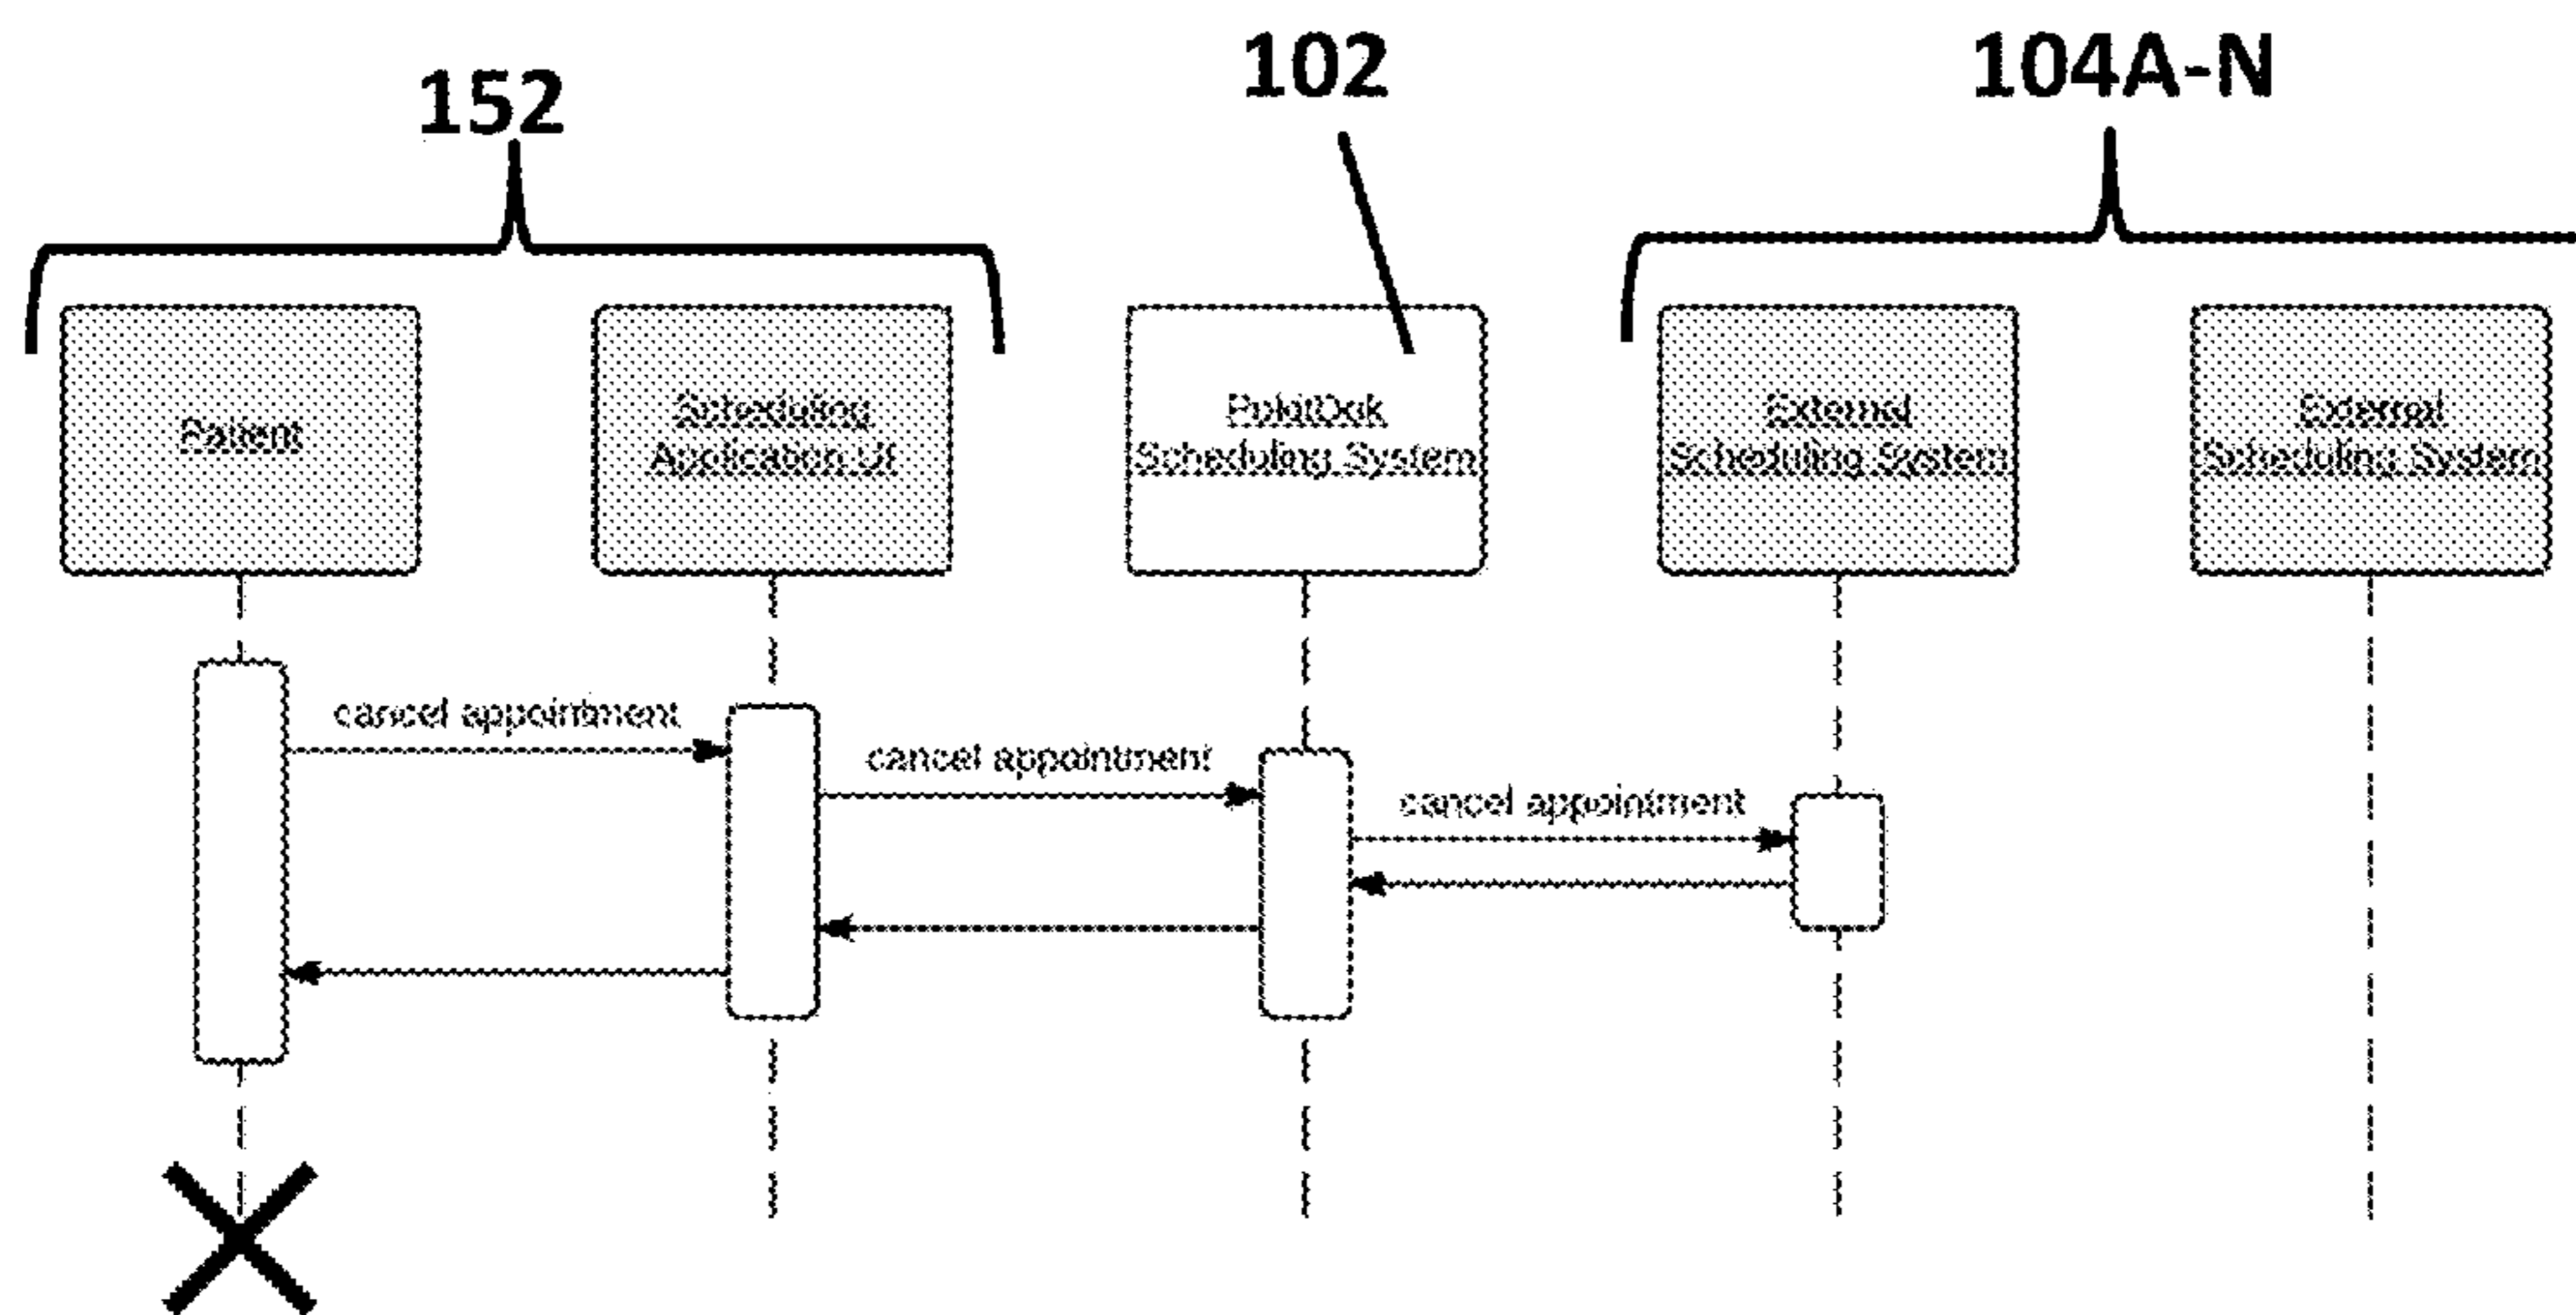 152
102
104A-N
Patient
Scheduling
Application UI
PokitDok
Scheduling System
External
Scheduling System
External
Scheduling System
cancel appointment
cancel appointment
cancel appointment